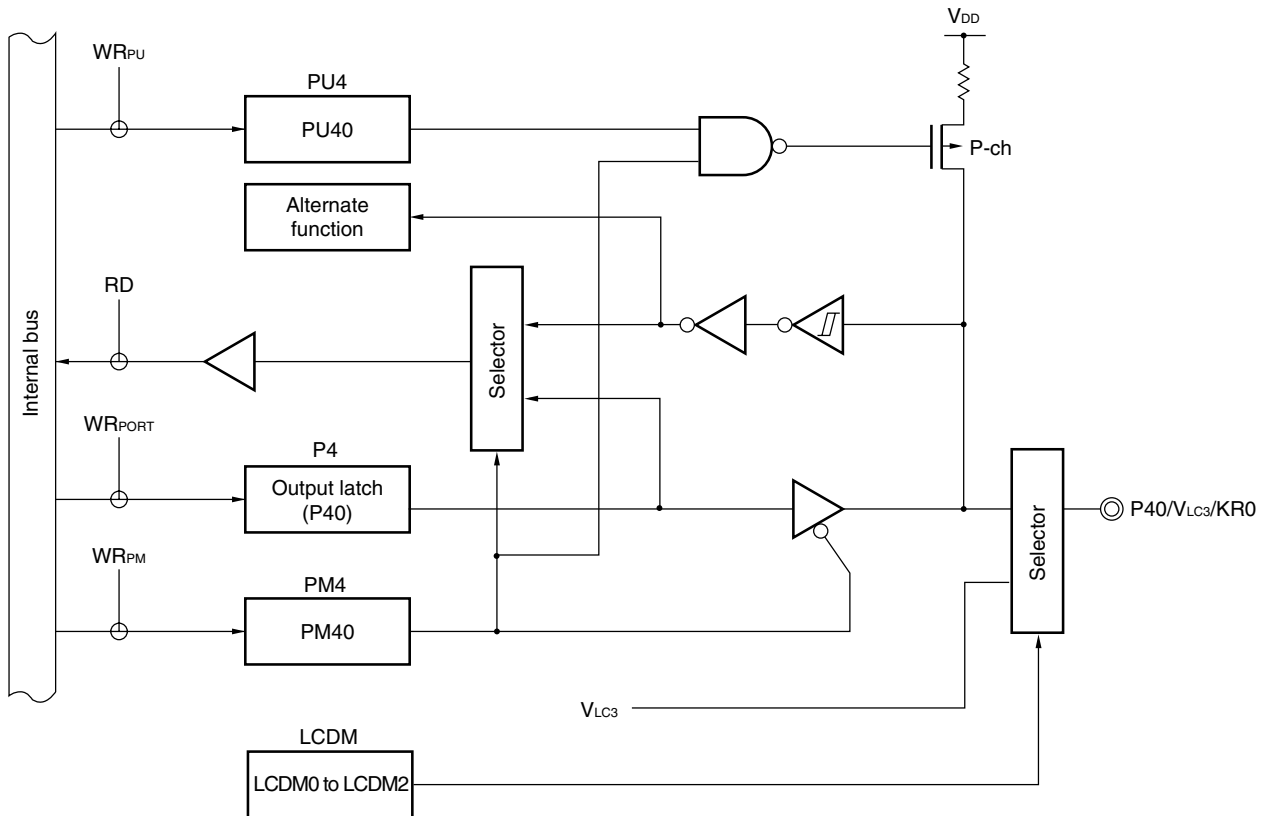 VDD
WRPU
PU4
PU40
P-ch
Alternate
function
RD
Internal bus
Selector
WRPORT
P4
Output latch
(P40)
P40/VLC3/KR0
Selector
WRPM
PM4
PM40
VLC3
LCDM
LCDM0 to LCDM2